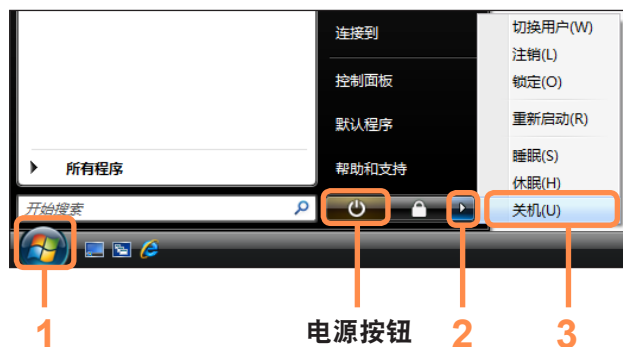 连接到
控制面板
默认程序
帮助和支持
所有程序
开始搜索
切换用户(W)
注销(L)
锁定(O)
重新启动(R)
睡眠(S)
休眠(H)
关机(U)
1
电源按钮
2
3